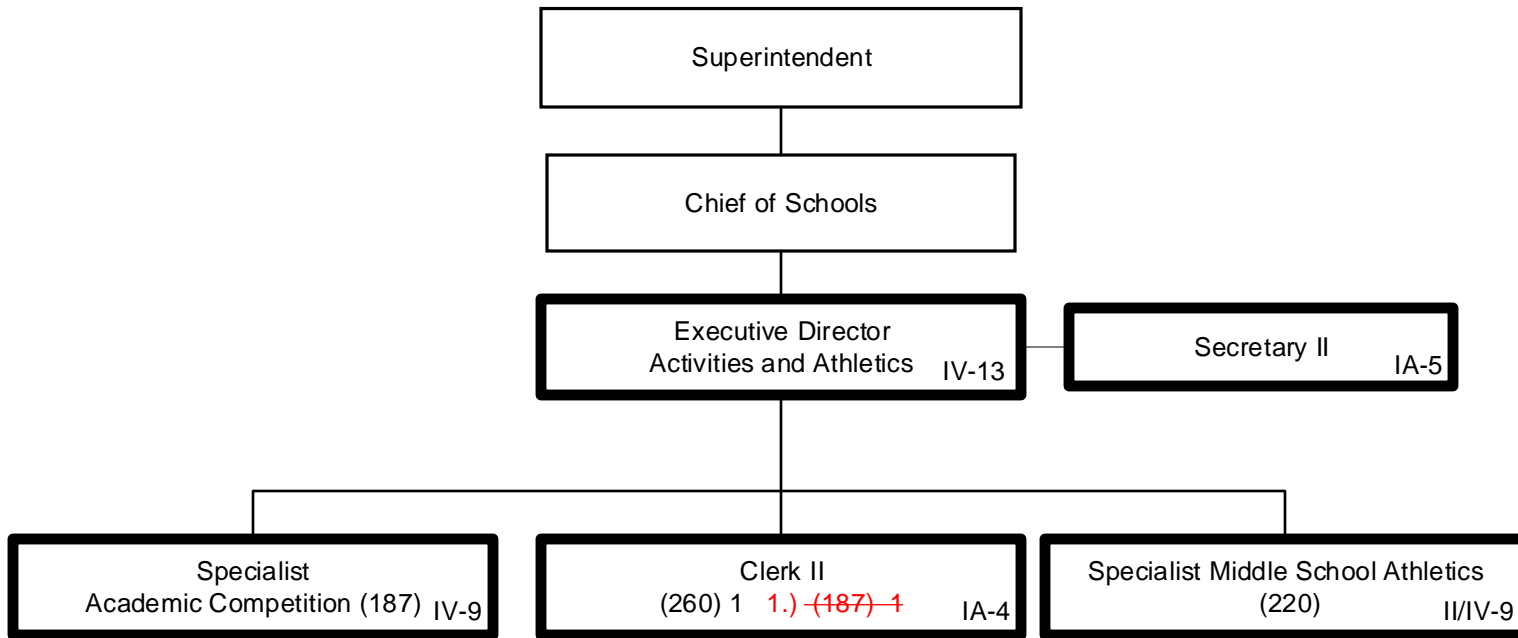 Superintendent
Chief of Schools
Executive Director
Activities and Athletics IV-13
Secretary II
IA-5
Specialist
Academic Competition (187) IV-9
Clerk II
(260) 1 1.) (187) 1
IA-4
Specialist Middle School Athletics
(220)
II/IV-9